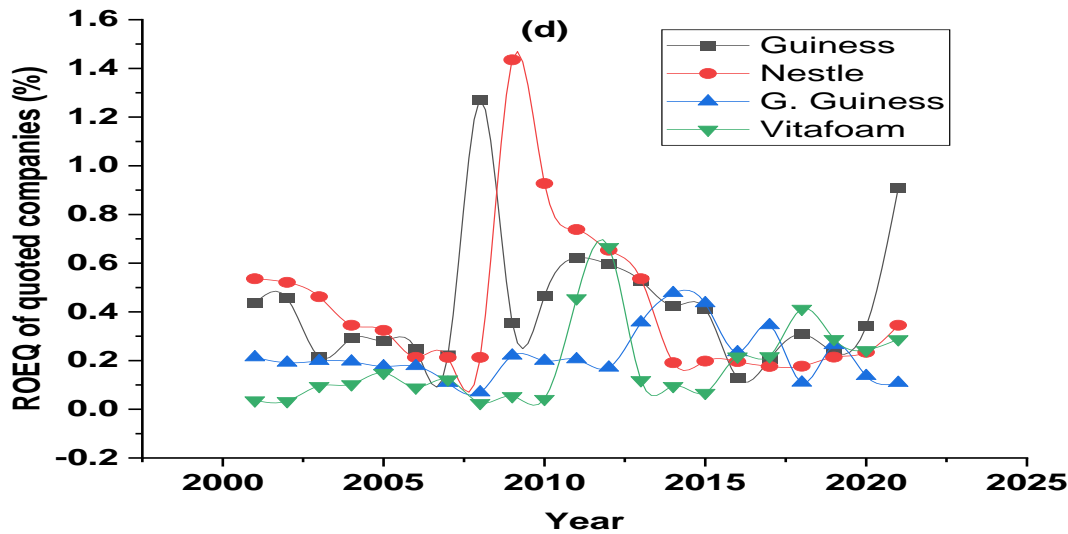 (d)
Guiness
Nestle
G. Guiness
Vitafoam
ROEQ of quoted companies (%)
1.6
1.4
1.2
1.0
0.8
0.6
0.4
0.2
0.0
-0.2
2000 2005 2010 2015 2020 2025
Year